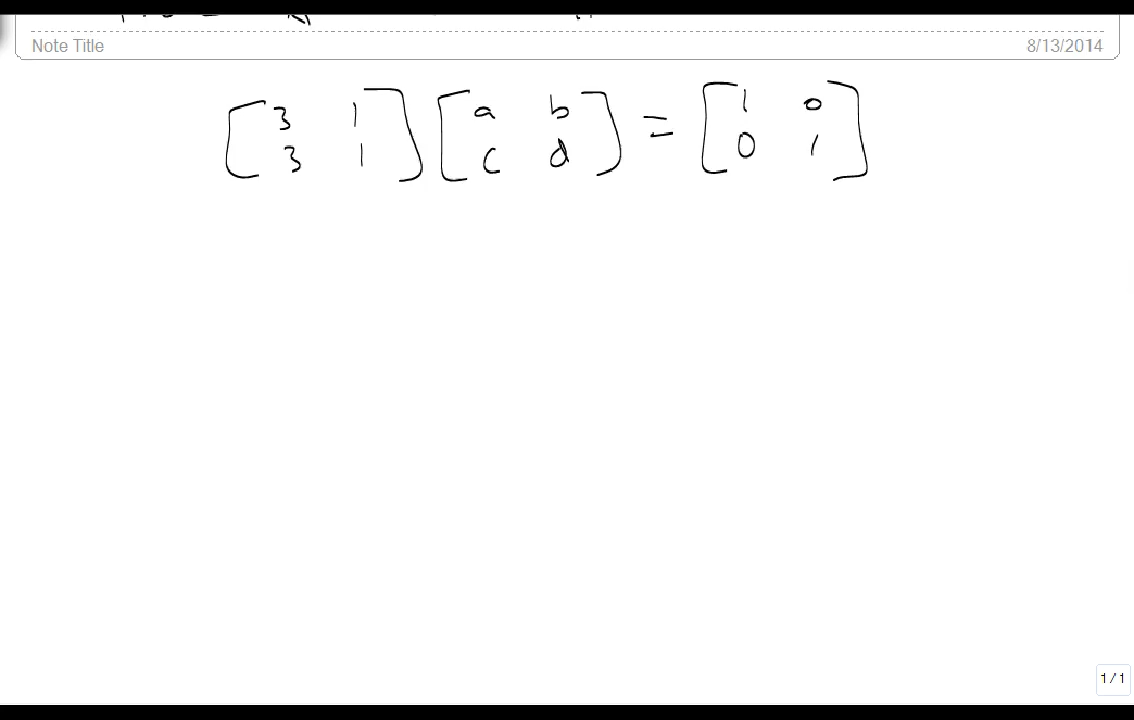 Note Title 8/13/2014
[3 1 [a b = [1 0
3 1] c d] 0 1]
1/1